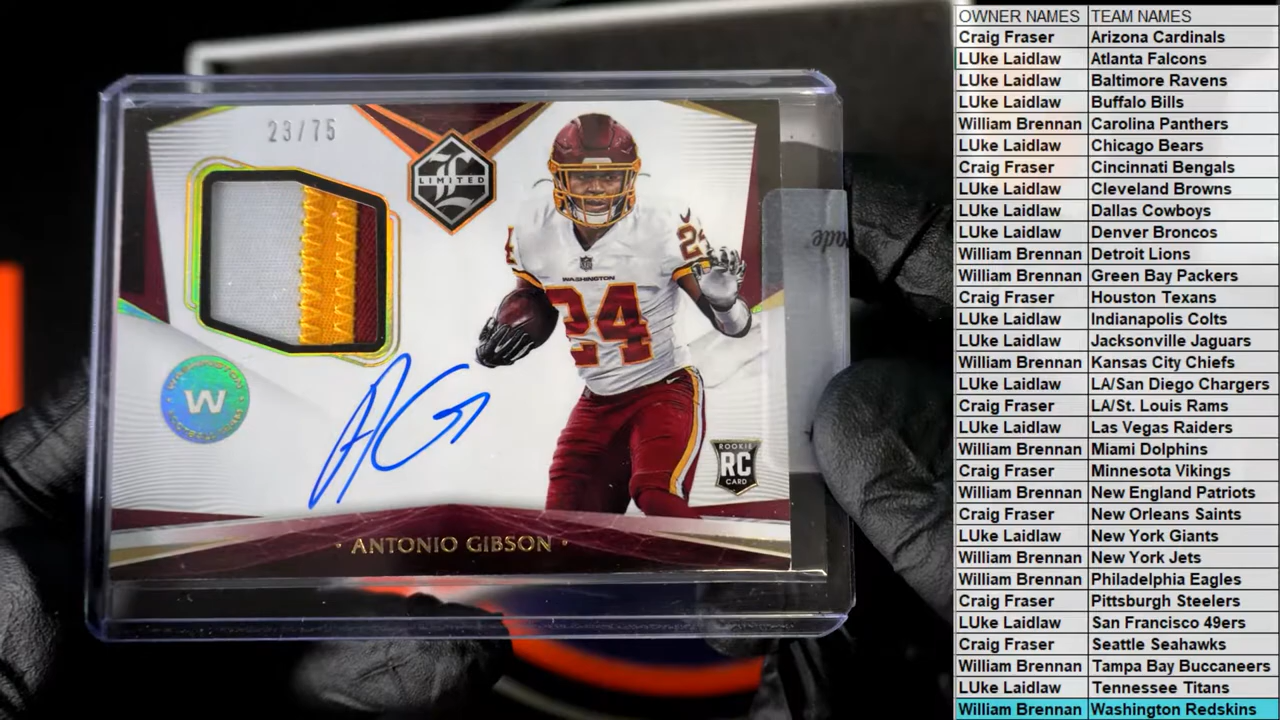 23/75
LIMITED
24
WASHINGTON
24
W
ROOKIE
RC
CARD
· ANTONIO GIBSON ·
OWNER NAMES TEAM NAMES
Craig Fraser Arizona Cardinals
LUke Laidlaw Atlanta Falcons
LUke Laidlaw Baltimore Ravens
LUke Laidlaw Buffalo Bills
William Brennan Carolina Panthers
LUke Laidlaw Chicago Bears
Craig Fraser Cincinnati Bengals
LUke Laidlaw Cleveland Browns
LUke Laidlaw Dallas Cowboys
LUke Laidlaw Denver Broncos
William Brennan Detroit Lions
William Brennan Green Bay Packers
Craig Fraser Houston Texans
LUke Laidlaw Indianapolis Colts
LUke Laidlaw Jacksonville Jaguars
William Brennan Kansas City Chiefs
LUke Laidlaw LA/San Diego Chargers
Craig Fraser LA/St. Louis Rams
LUke Laidlaw Las Vegas Raiders
William Brennan Miami Dolphins
Craig Fraser Minnesota Vikings
William Brennan New England Patriots
Craig Fraser New Orleans Saints
LUke Laidlaw New York Giants
William Brennan New York Jets
William Brennan Philadelphia Eagles
Craig Fraser Pittsburgh Steelers
LUke Laidlaw San Francisco 49ers
Craig Fraser Seattle Seahawks
William Brennan Tampa Bay Buccaneers
LUke Laidlaw Tennessee Titans
William Brennan Washington Redskins